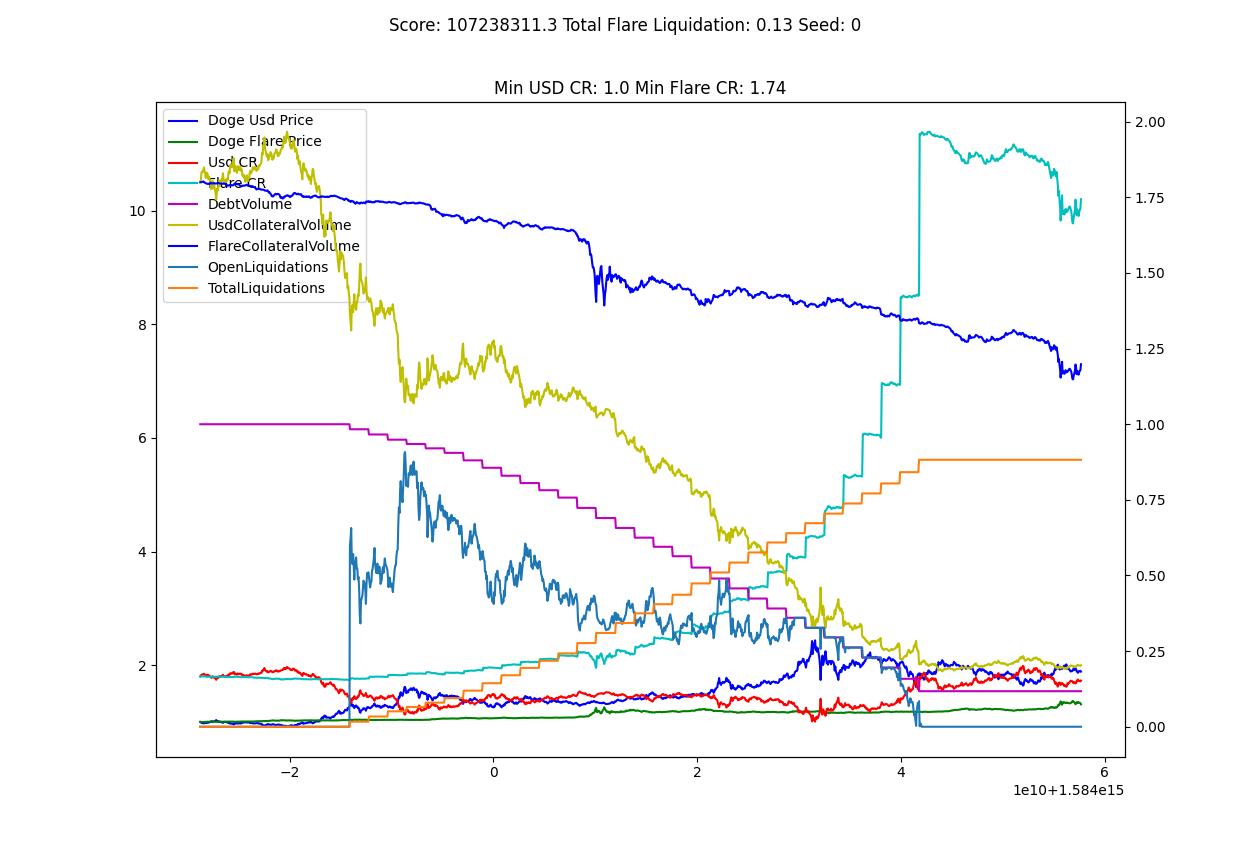 Score: 107238311.3 Total Flare Liquidation: 0.13 Seed: 0
Min USD CR: 1.0 Min Flare CR: 1.74
Doge Usd Price
Doge Flare Price
Usd CR
Flare CR
DebtVolume
UsdCollateralVolume
FlareCollateralVolume
OpenLiquidations
TotalLiquidations
10
8
6
4
2
2.00
1.75
1.50
1.25
1.00
0.75
0.50
0.25
0.00
−2 0 2 4 6
1e10+1.584e15